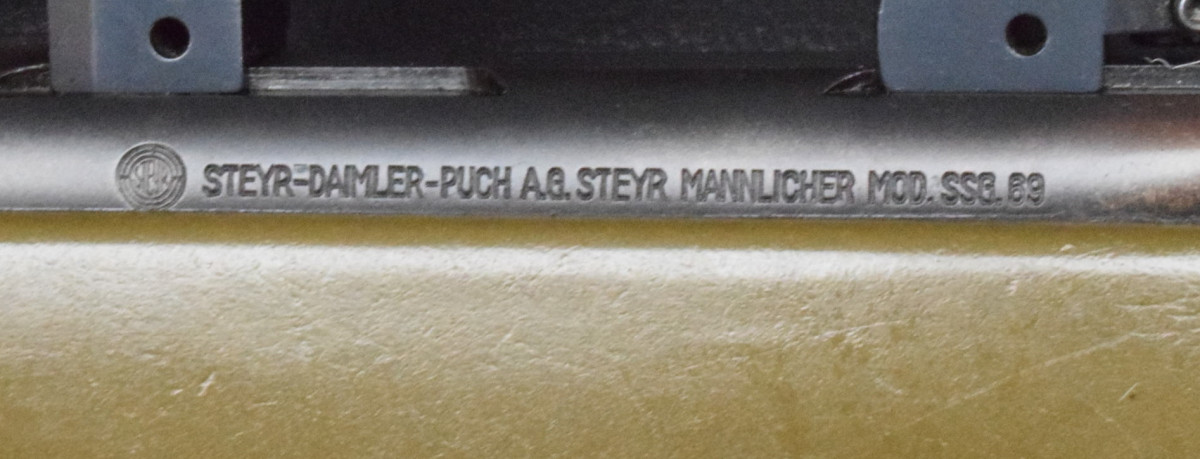 STEYR-DAIMLER-PUCH A.G. STEYR MANNLICHER MOD. SSG. 69